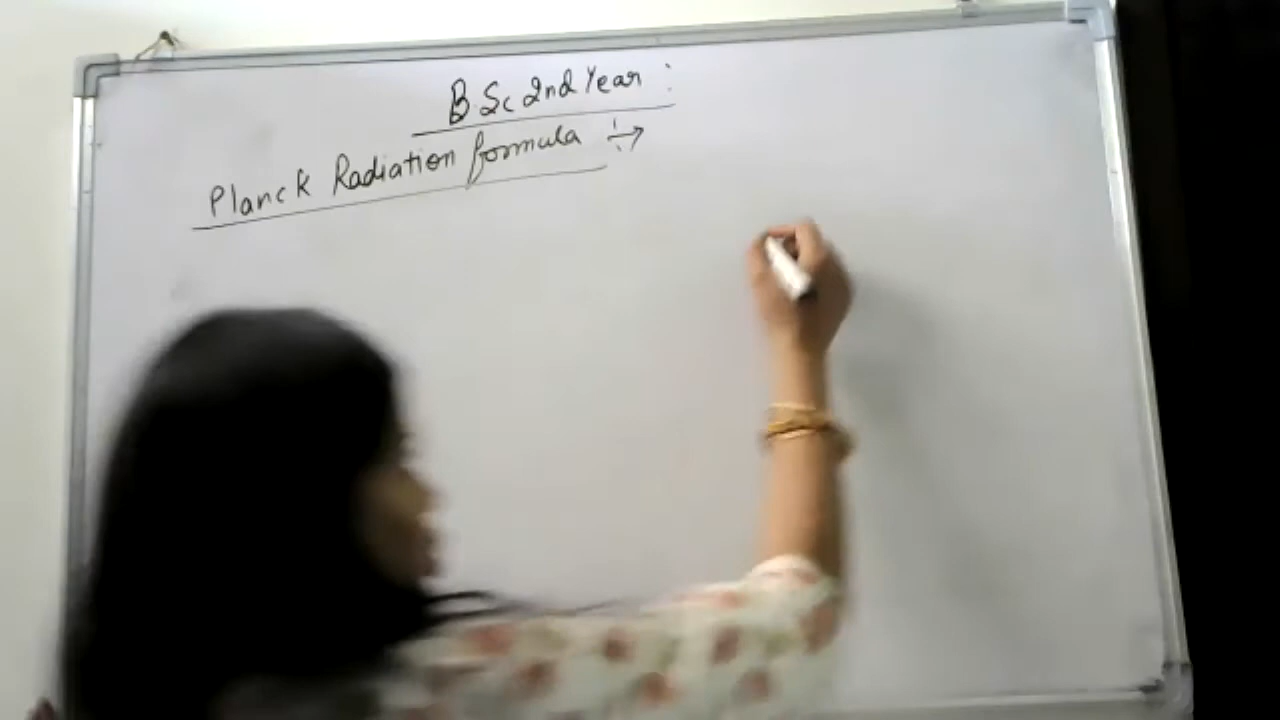 B.Sc 2nd Year :
Planck Radiation formula ÷→